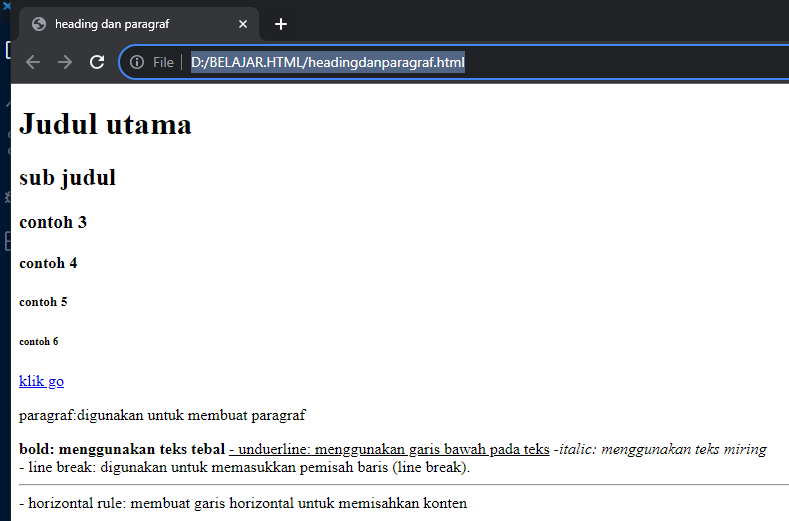 heading dan paragraf
File | D:/BELAJAR.HTML/headingdanparagraf.html
Judul utama
sub judul
contoh 3
contoh 4
contoh 5
contoh 6
klik go
paragraf:digunakan untuk membuat paragraf
bold: menggunakan teks tebal - unduerline: menggunakan garis bawah pada teks -italic: menggunakan teks miring
- line break: digunakan untuk memasukkan pemisah baris (line break).
- horizontal rule: membuat garis horizontal untuk memisahkan konten